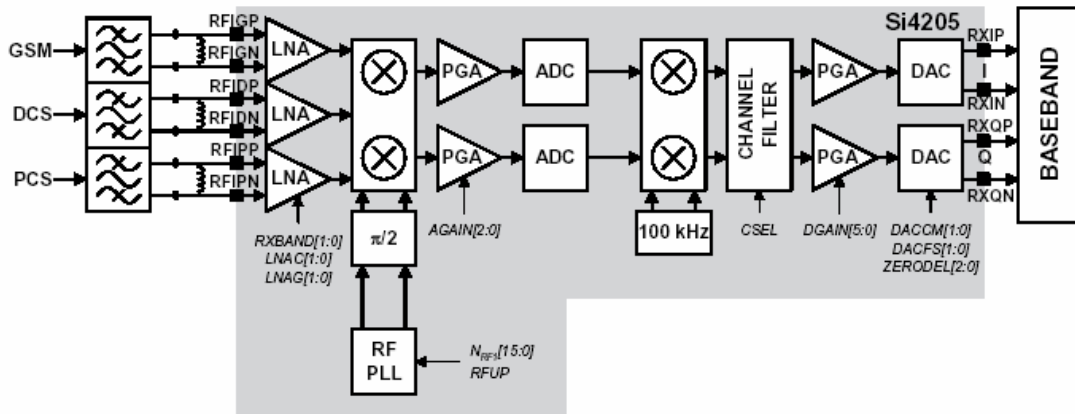 Si4205
GSM
DCS
PCS
RFIGP
RFIGN
RFIDP
RFIDN
RFIPP
RFIPN
LNA
LNA
LNA
PGA
PGA
ADC
ADC
CHANNEL
FILTER
PGA
PGA
DAC
DAC
RXIP
I
RXIN
RXQP
Q
RXQN
BASEBAND
RXBAND[1:0]
LNAC[1:0]
LNAG[1:0]
π/2
AGAIN[2:0]
100 kHz
CSEL
DGAIN[5:0]
DACCM[1:0]
DACFS[1:0]
ZERODEL[2:0]
RF
PLL
N_RF1[15:0]
RFUP